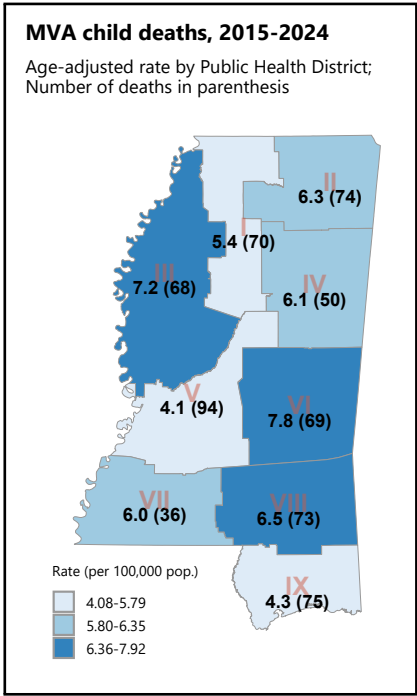 MVA child deaths, 2015-2024
Age-adjusted rate by Public Health District;
Number of deaths in parenthesis
II
6.3 (74)
I
5.4 (70)
III
7.2 (68)
IV
6.1 (50)
V
4.1 (94)
VI
7.8 (69)
VII
6.0 (36)
VIII
6.5 (73)
IX
4.3 (75)
Rate (per 100,000 pop.)
4.08-5.79
5.80-6.35
6.36-7.92